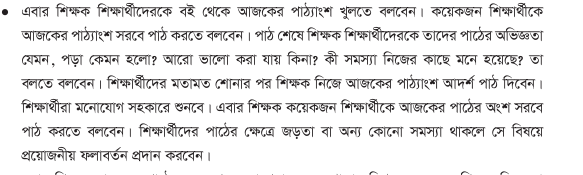 • এবার শিক্ষক শিক্ষার্থীদেরকে বই থেকে আজকের পাঠ্যাংশ খুলতে বলবেন। কয়েকজন শিক্ষার্থীকে
আজকের পাঠ্যাংশ সরবে পাঠ করতে বলবেন। পাঠ শেষে শিক্ষক শিক্ষার্থীদেরকে তাদের পাঠের অভিজ্ঞতা
যেমন, পড়া কেমন হলো? আরো ভালো করা যায় কিনা? কী সমস্যা নিজের কাছে মনে হয়েছে? তা
বলতে বলবেন। শিক্ষার্থীদের মতামত শোনার পর শিক্ষক নিজে আজকের পাঠ্যাংশ আদর্শ পাঠ দিবেন।
শিক্ষার্থীরা মনোযোগ সহকারে শুনবে। এবার শিক্ষক কয়েকজন শিক্ষার্থীকে আজকের পাঠের অংশ সরবে
পাঠ করতে বলবেন। শিক্ষার্থীদের পাঠের ক্ষেত্রে জড়তা বা অন্য কোনো সমস্যা থাকলে সে বিষয়ে
প্রয়োজনীয় ফলাবর্তন প্রদান করবেন।